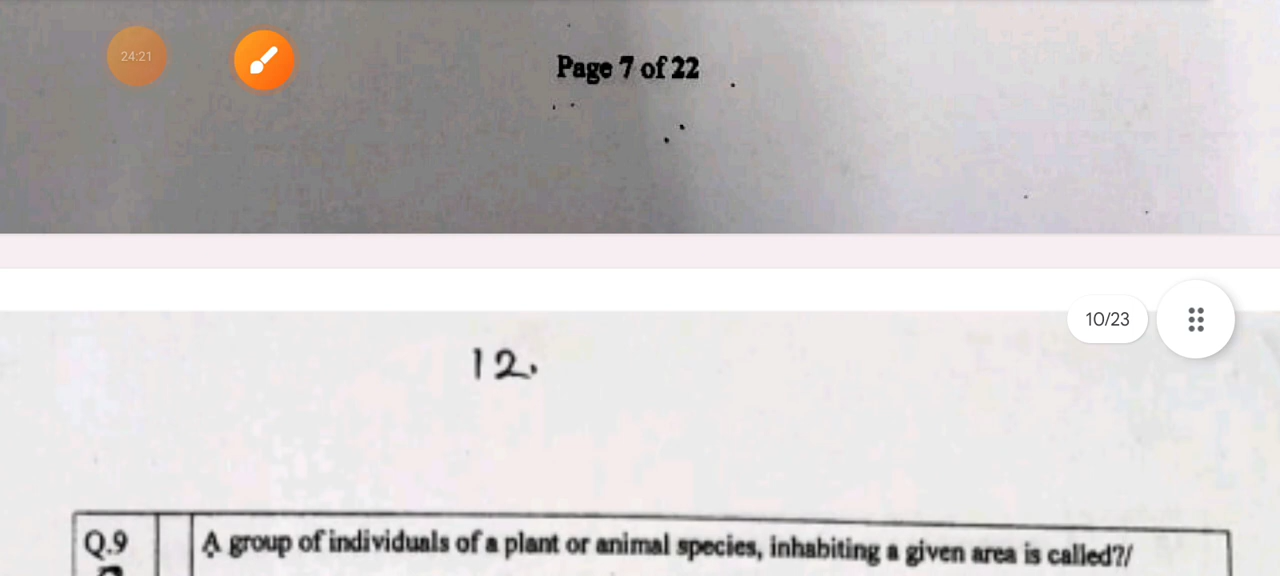 24:21
Page 7 of 22
10/23
12.
Q.9 A group of individuals of a plant or animal species, inhabiting a given area is called?/